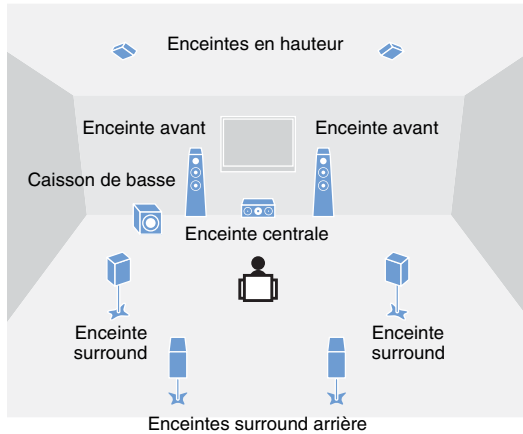 Enceintes en hauteur
Enceinte avant
Enceinte avant
Caisson de basse
Enceinte centrale
Enceinte
surround
Enceinte
surround
Enceintes surround arrière